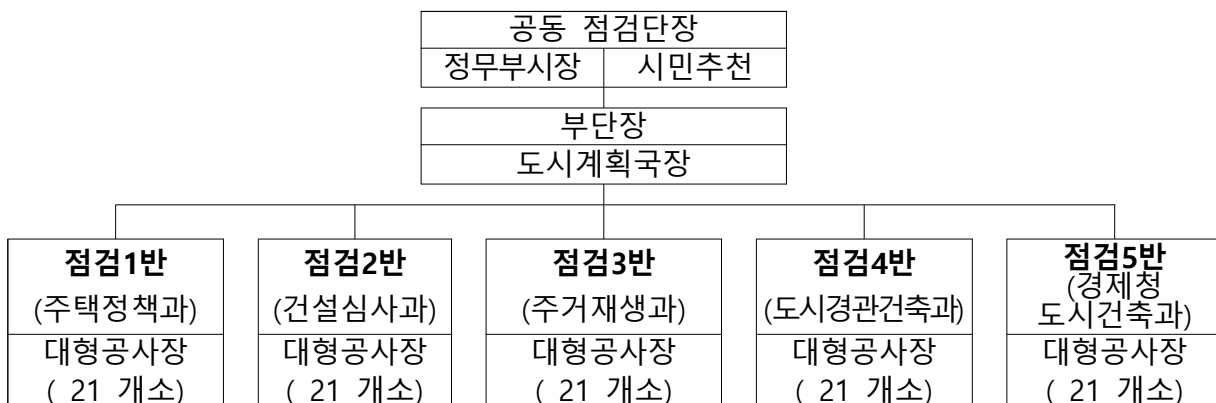 공동 점검단장
정무부시장 시민추천
부단장
도시계획국장
점검1반
(주택정책과)
대형공사장
( 21 개소)
점검2반
(건설심사과)
대형공사장
( 21 개소)
점검3반
(주거재생과)
대형공사장
( 21 개소)
점검4반
(도시경관건축과)
대형공사장
( 21 개소)
점검5반
(경제청
도시건축과)
대형공사장
( 21 개소)